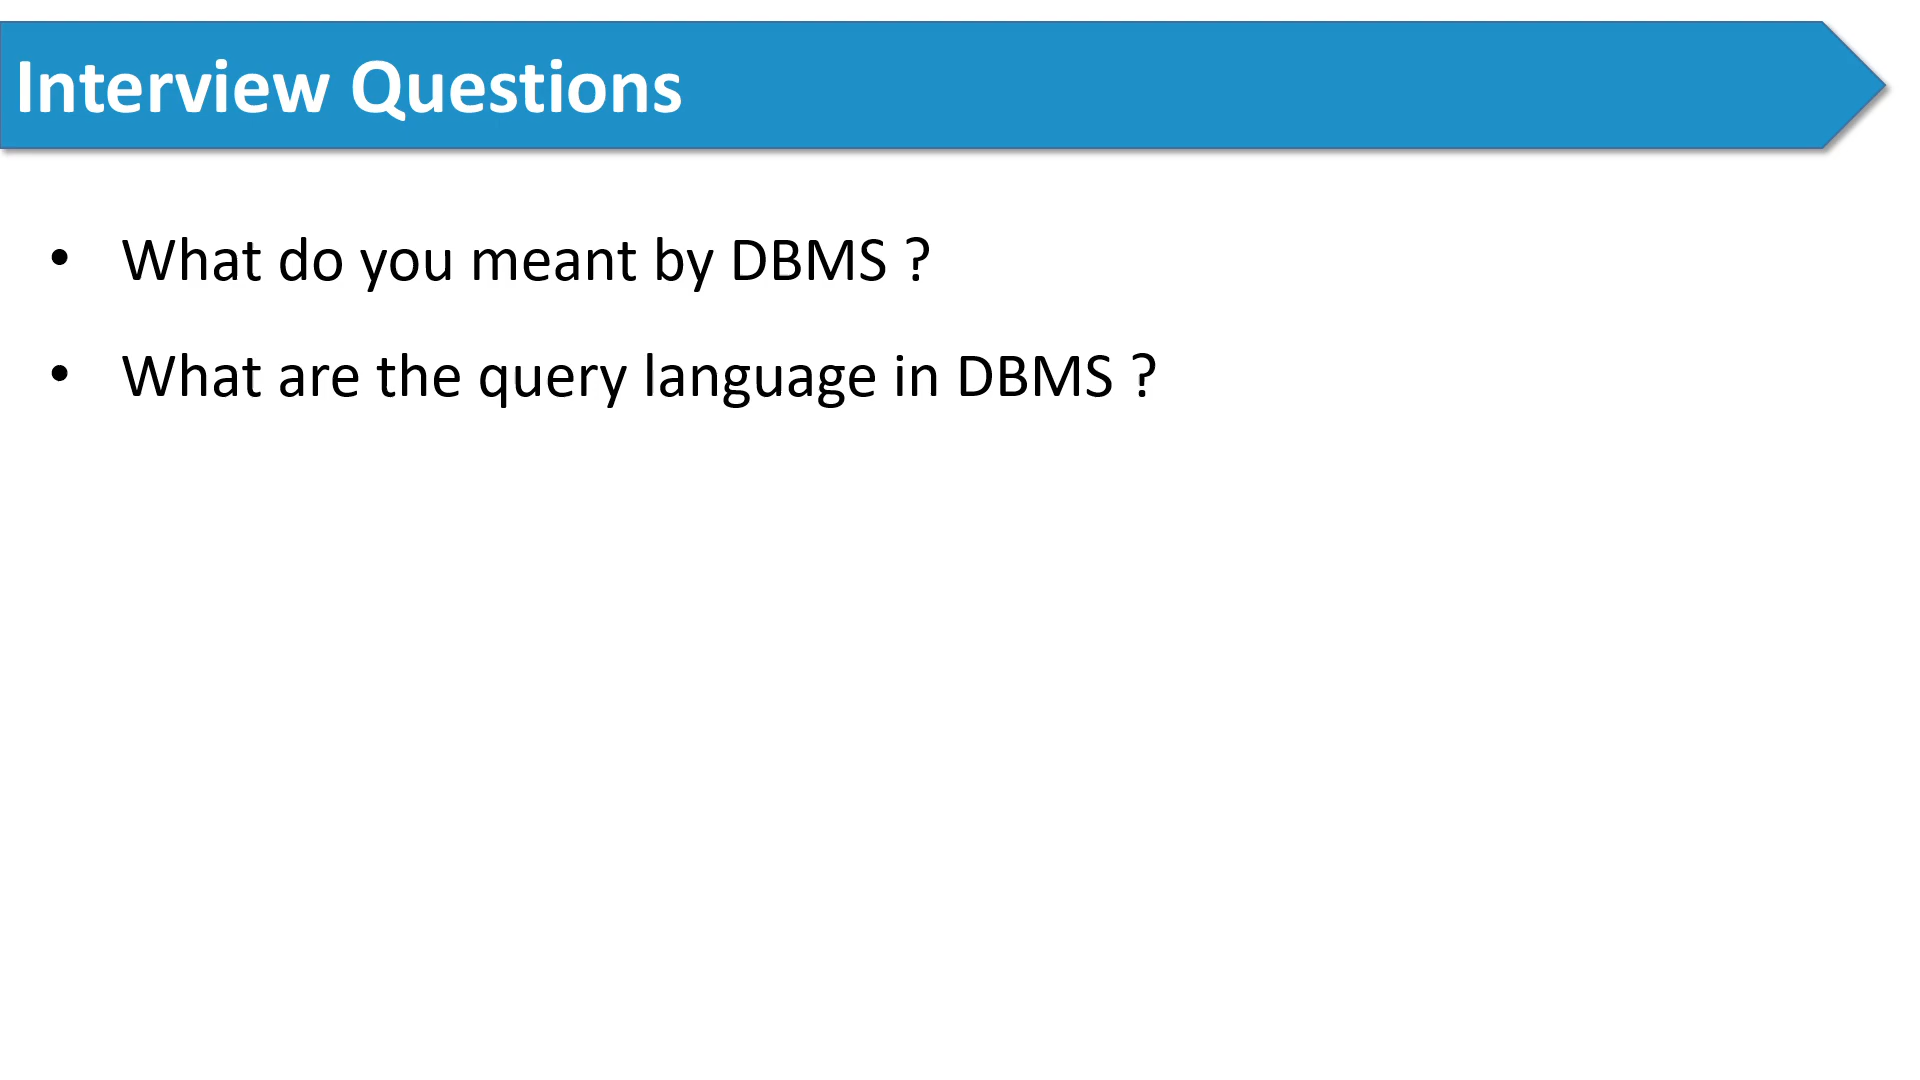 Interview Questions
• What do you meant by DBMS ?
• What are the query language in DBMS ?